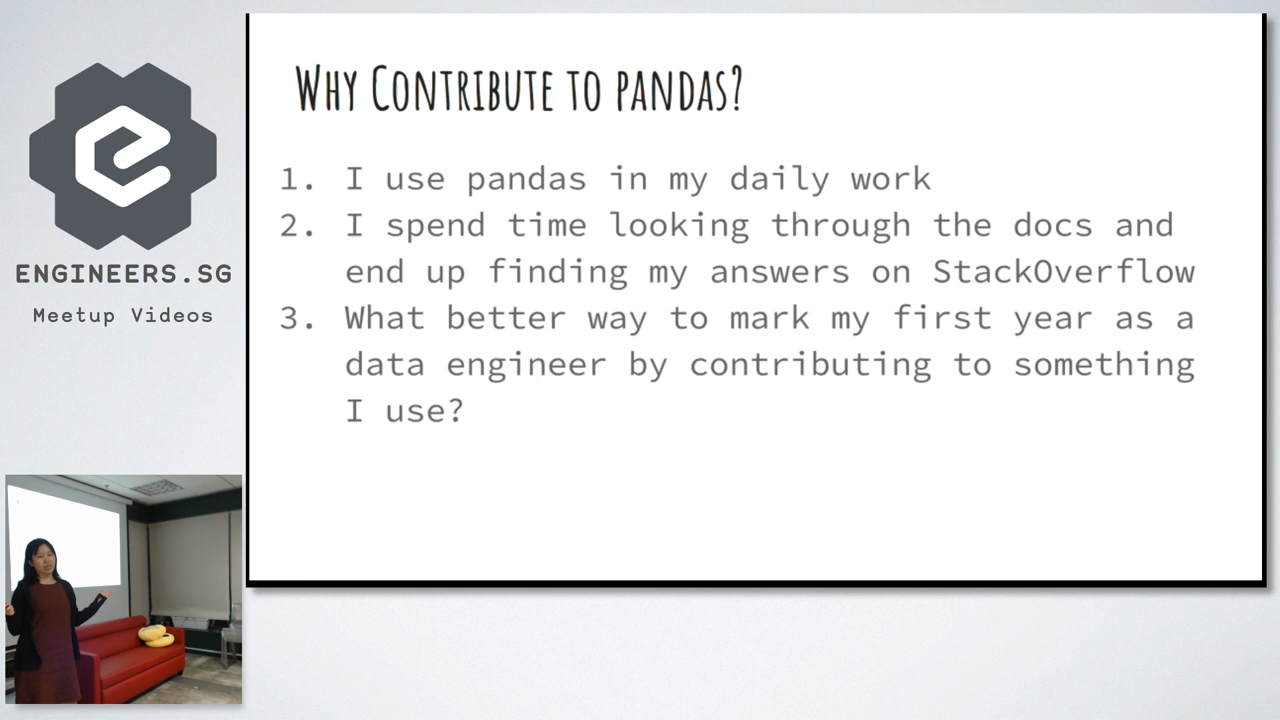 WHY CONTRIBUTE TO PANDAS?
1. I use pandas in my daily work
2. I spend time looking through the docs and
end up finding my answers on StackOverflow
3. What better way to mark my first year as a
data engineer by contributing to something
I use?
ENGINEERS.SG
Meetup Videos